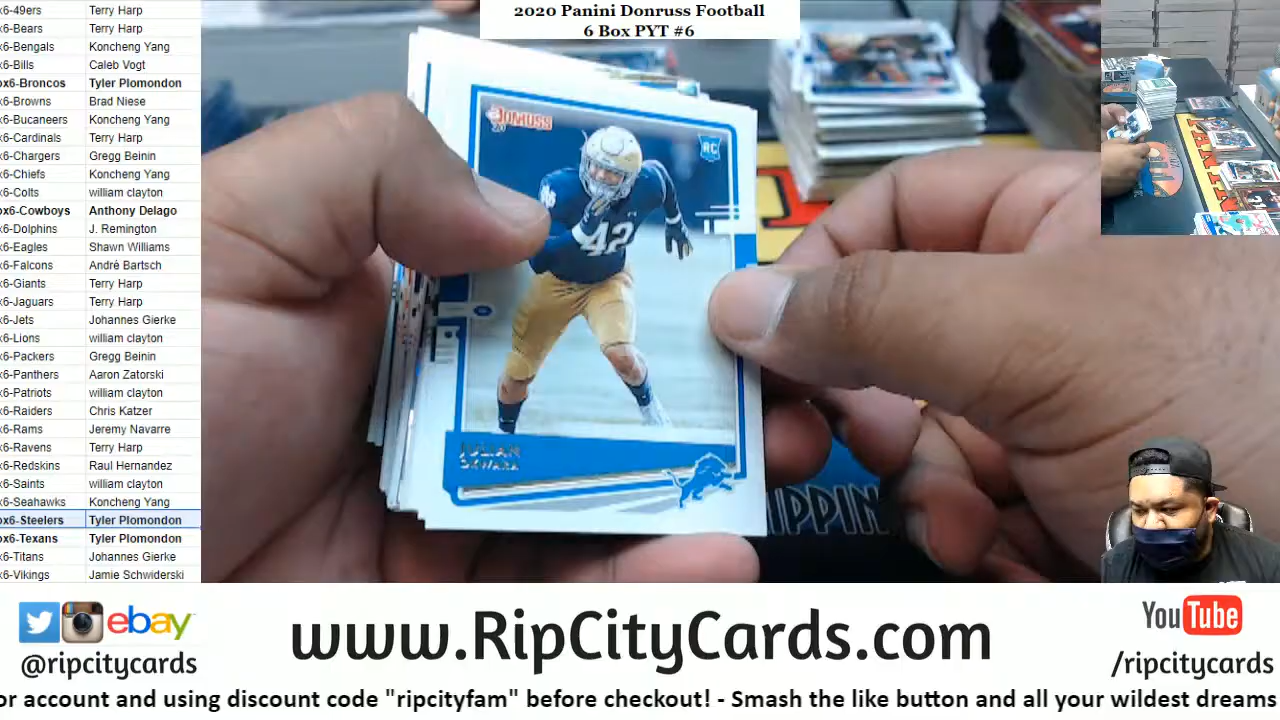 2020 Panini Donruss Football
6 Box PYT #6
x6-49ers Terry Harp
x6-Bears Terry Harp
x6-Bengals Koncheng Yang
x6-Bills Caleb Vogt
ox6-Broncos Tyler Plomondon
x6-Browns Brad Niese
x6-Bucaneers Koncheng Yang
x6-Cardinals Terry Harp
x6-Chargers Gregg Beinin
x6-Chiefs Koncheng Yang
x6-Colts william clayton
ox6-Cowboys Anthony Delago
x6-Dolphins J. Remington
x6-Eagles Shawn Williams
x6-Falcons André Bartsch
x6-Giants Terry Harp
x6-Jaguars Terry Harp
x6-Jets Johannes Gierke
x6-Lions william clayton
x6-Packers Gregg Beinin
x6-Panthers Aaron Zatorski
x6-Patriots william clayton
x6-Raiders Chris Katzer
x6-Rams Jeremy Navarre
x6-Ravens Terry Harp
x6-Redskins Raul Hernandez
x6-Saints william clayton
x6-Seahawks Koncheng Yang
ox6-Steelers Tyler Plomondon
ox6-Texans Tyler Plomondon
x6-Titans Johannes Gierke
x6-Vikings Jamie Schwiderski
DONRUSS
RC
42
JULIAN
OKWARA
IPPIN
ebay
@ripcitycards
www.RipCityCards.com
YouTube
/ripcitycards
or account and using discount code "ripcityfam" before checkout! - Smash the like button and all your wildest dreams